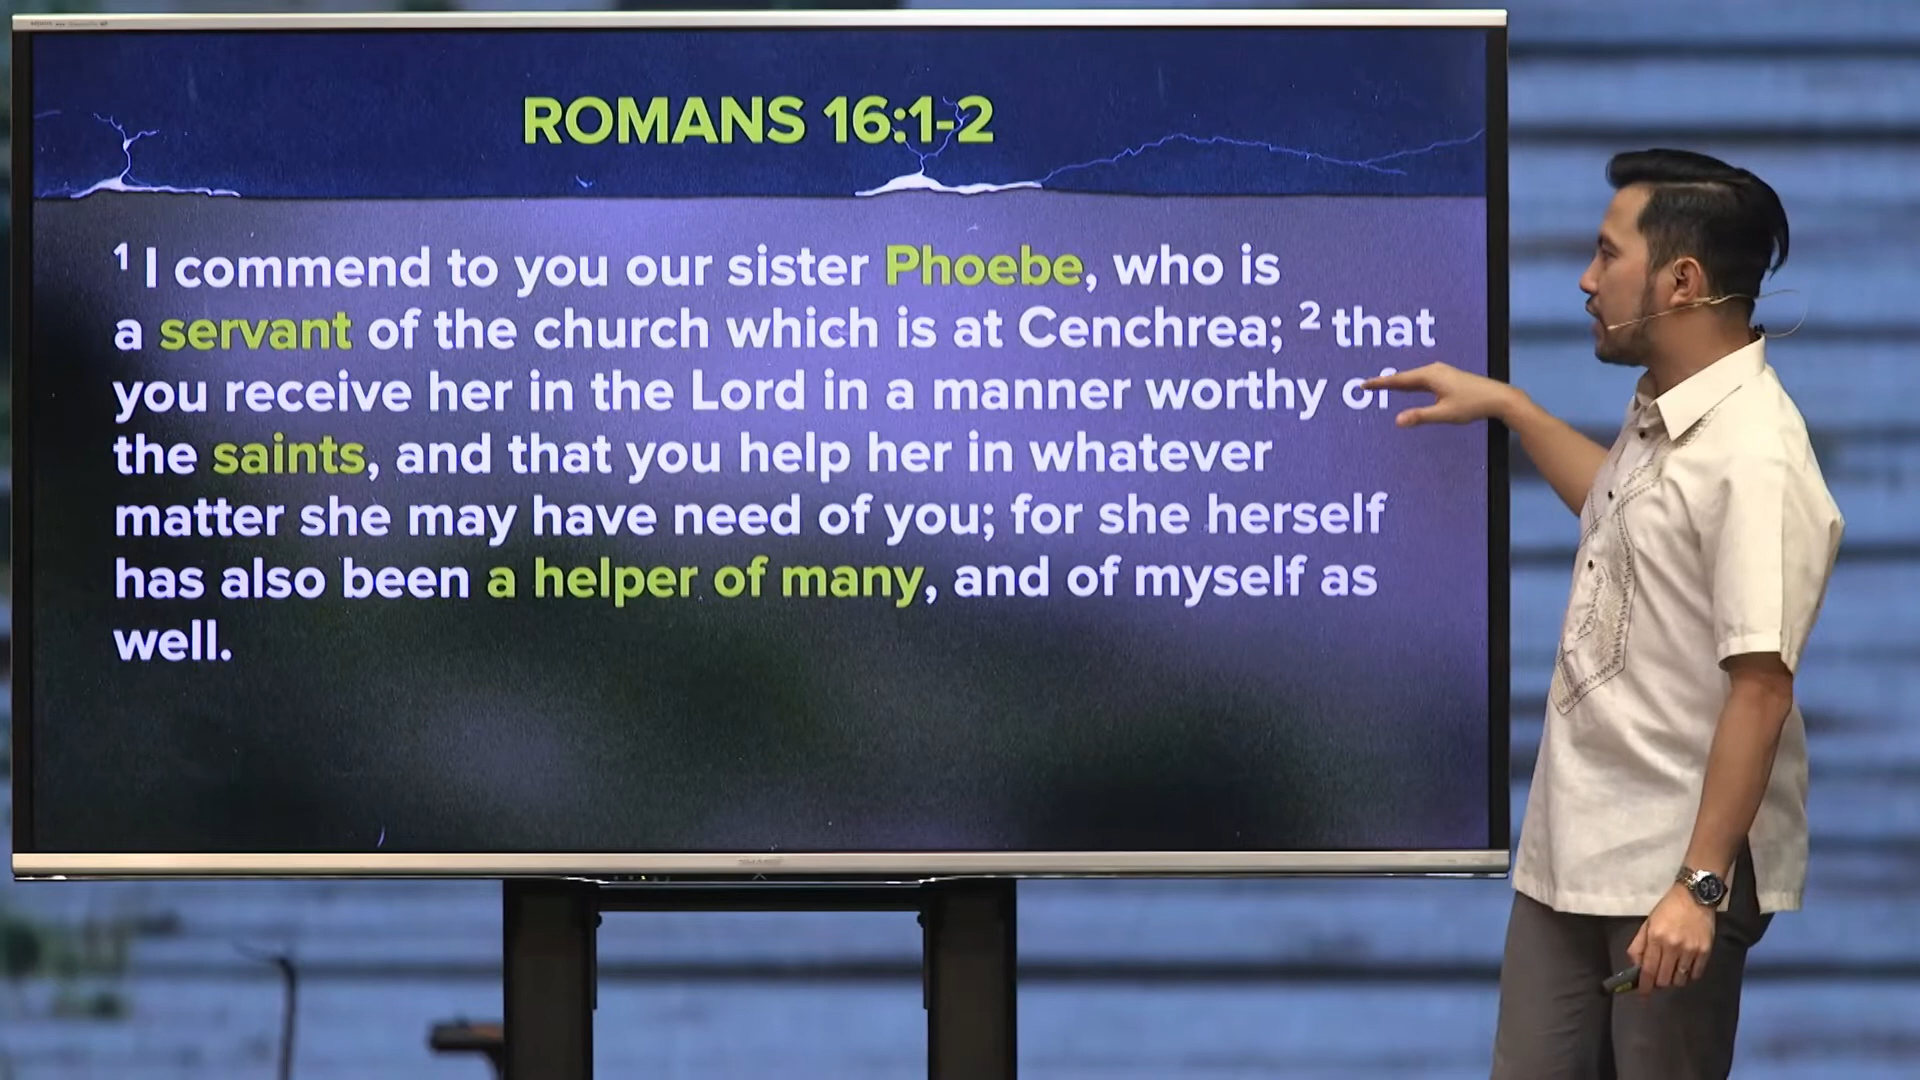 ROMANS 16:1-2
1 I commend to you our sister Phoebe, who is
a servant of the church which is at Cenchrea; 2 that
you receive her in the Lord in a manner worthy of
the saints, and that you help her in whatever
matter she may have need of you; for she herself
has also been a helper of many, and of myself as
well.